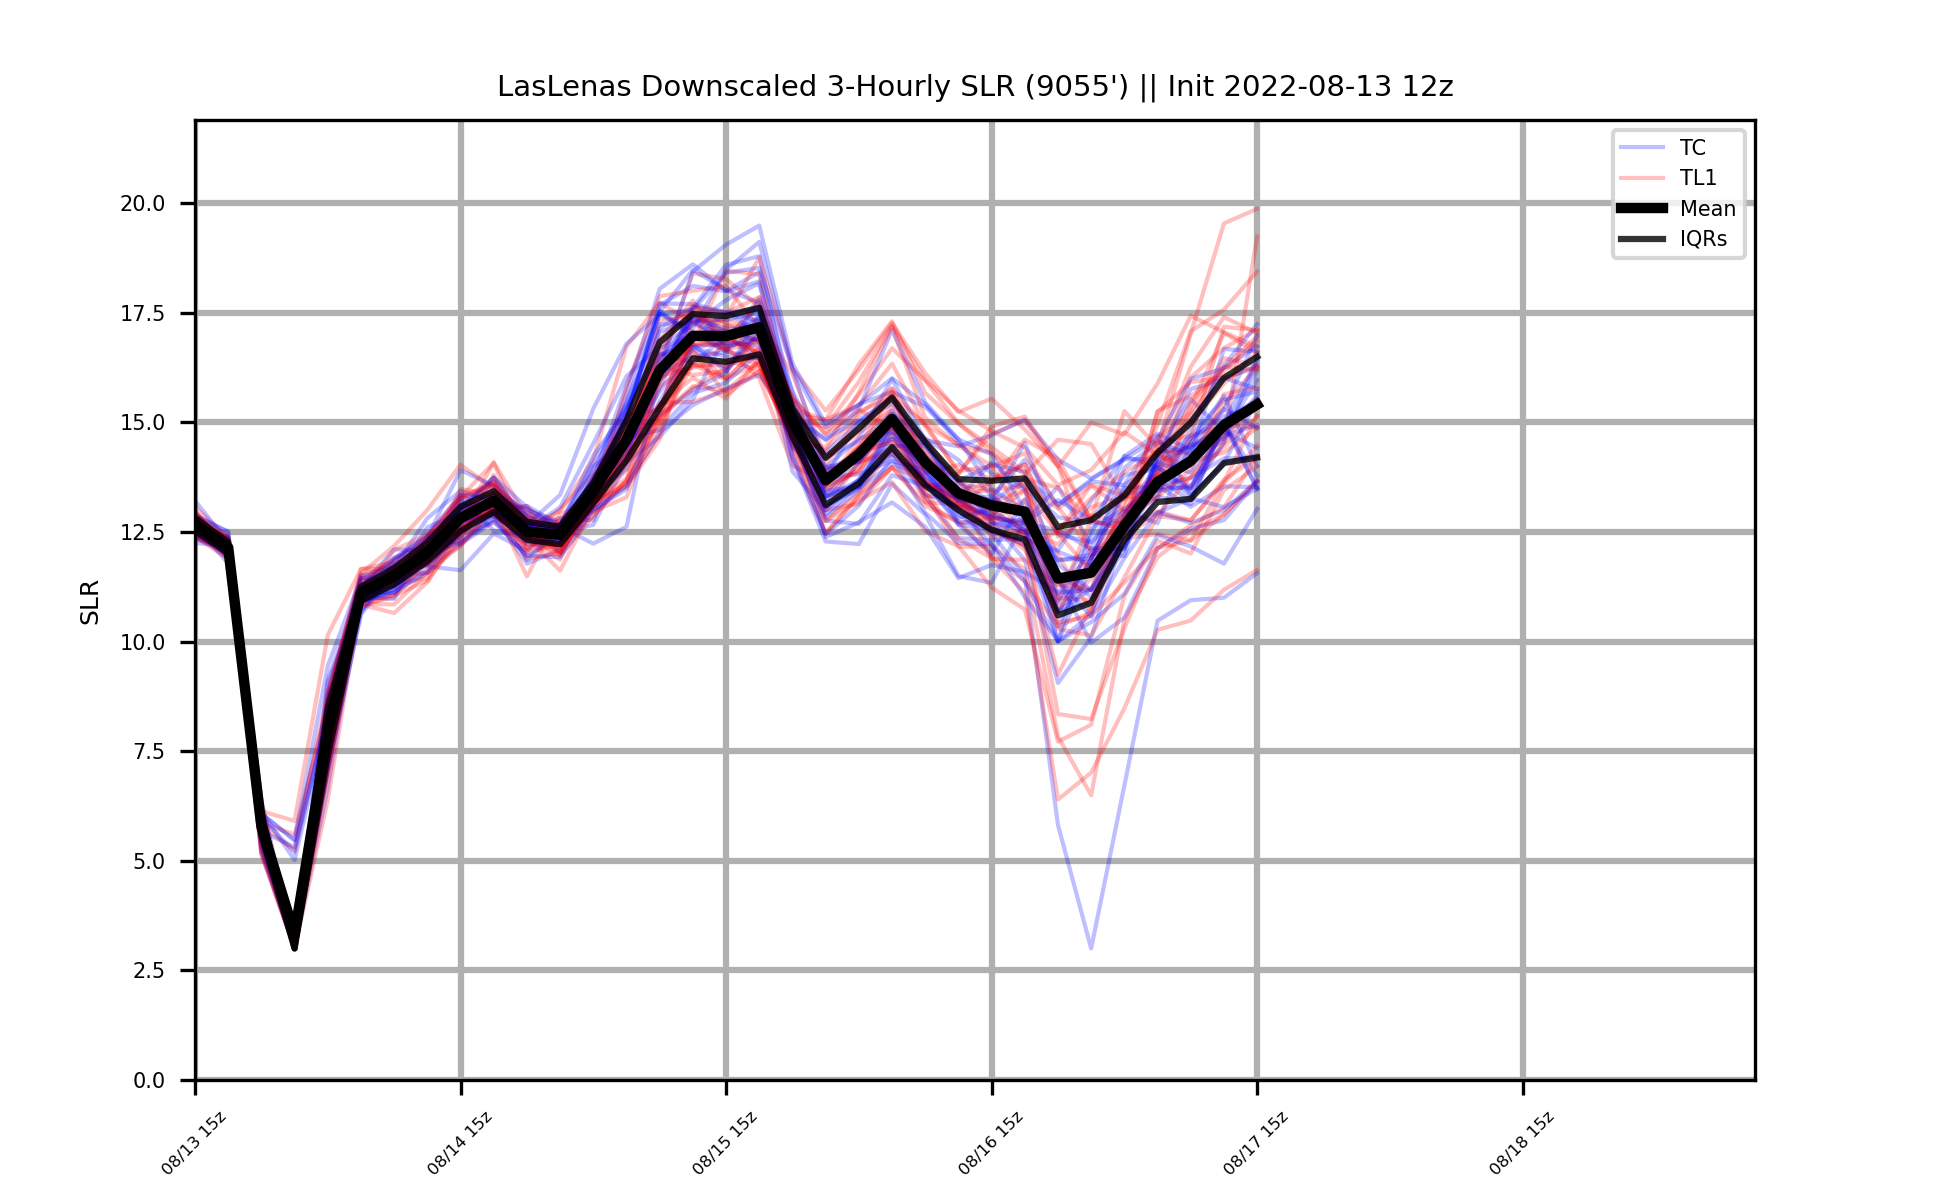 LasLenas Downscaled 3-Hourly SLR (9055') || Init 2022-08-13 12z
TC
TL1
Mean
IQRs
SLR
20.0
17.5
15.0
12.5
10.0
7.5
5.0
2.5
0.0
08/13 15z
08/14 15z
08/15 15z
08/16 15z
08/17 15z
08/18 15z